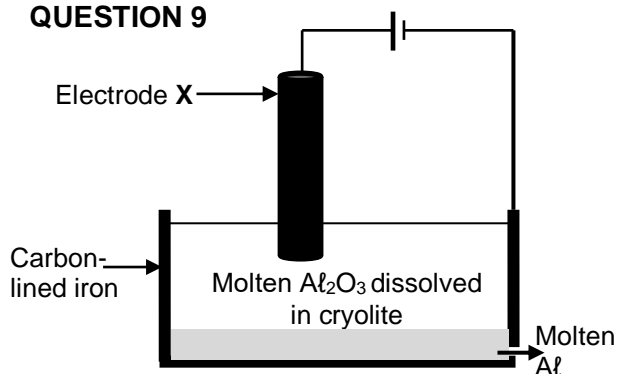 QUESTION 9
Electrode X
Carbon-
lined iron
Molten Aℓ₂O₃ dissolved
in cryolite
Molten
Aℓ